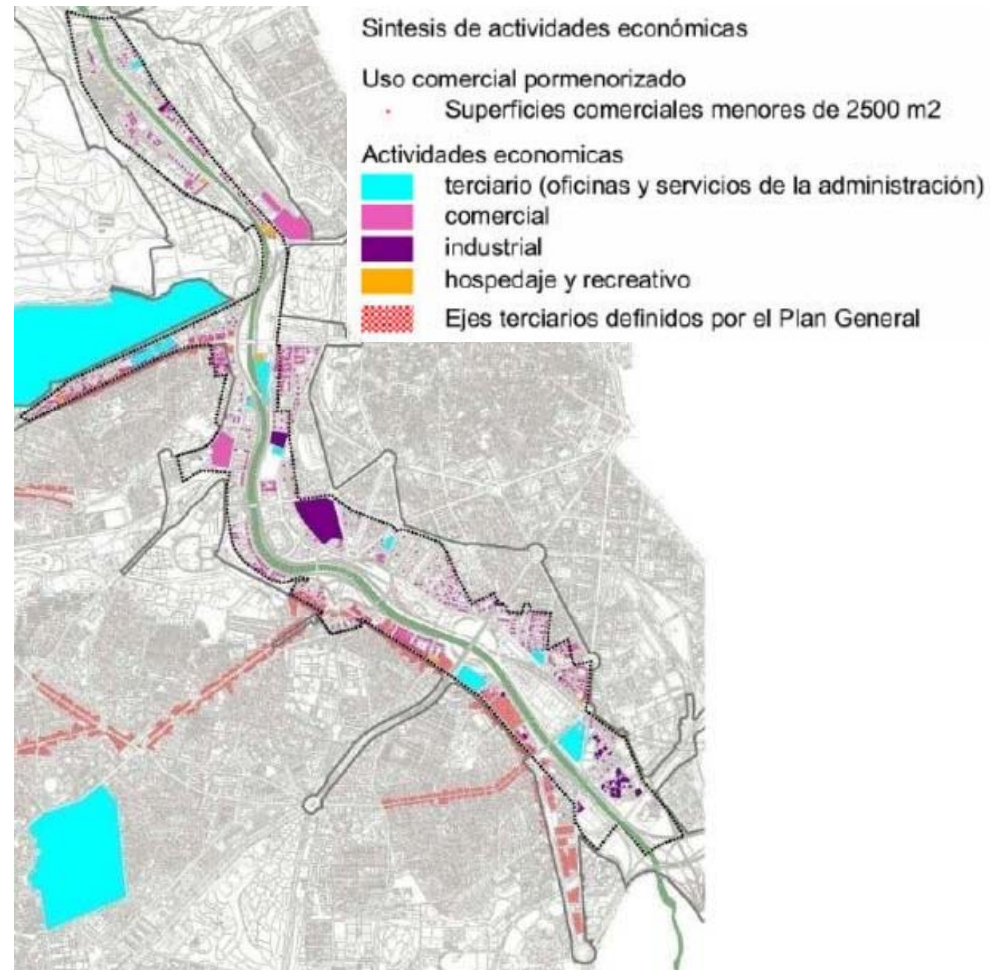 Sintesis de actividades económicas
Uso comercial pormenorizado
Superficies comerciales menores de 2500 m2
Actividades economicas
terciario (oficinas y servicios de la administración)
comercial
industrial
hospedaje y recreativo
Ejes terciarios definidos por el Plan General